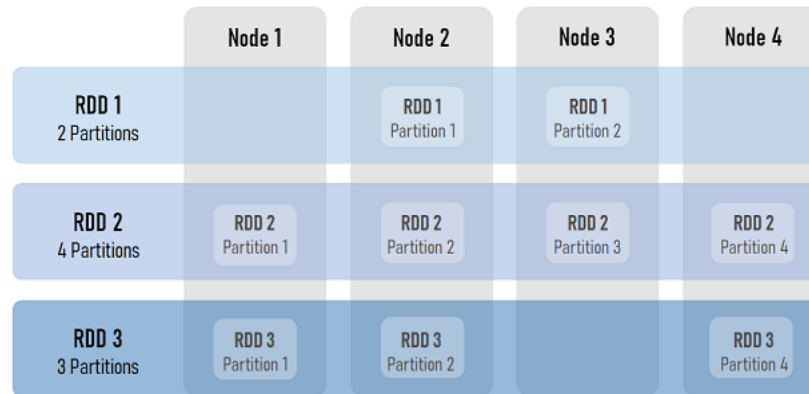 Node 1
Node 2
Node 3
Node 4
RDD 1
2 Partitions
RDD 1
Partition 1
RDD 1
Partition 2
RDD 2
4 Partitions
RDD 2
Partition 1
RDD 2
Partition 2
RDD 2
Partition 3
RDD 2
Partition 4
RDD 3
3 Partitions
RDD 3
Partition 1
RDD 3
Partition 2
RDD 3
Partition 4